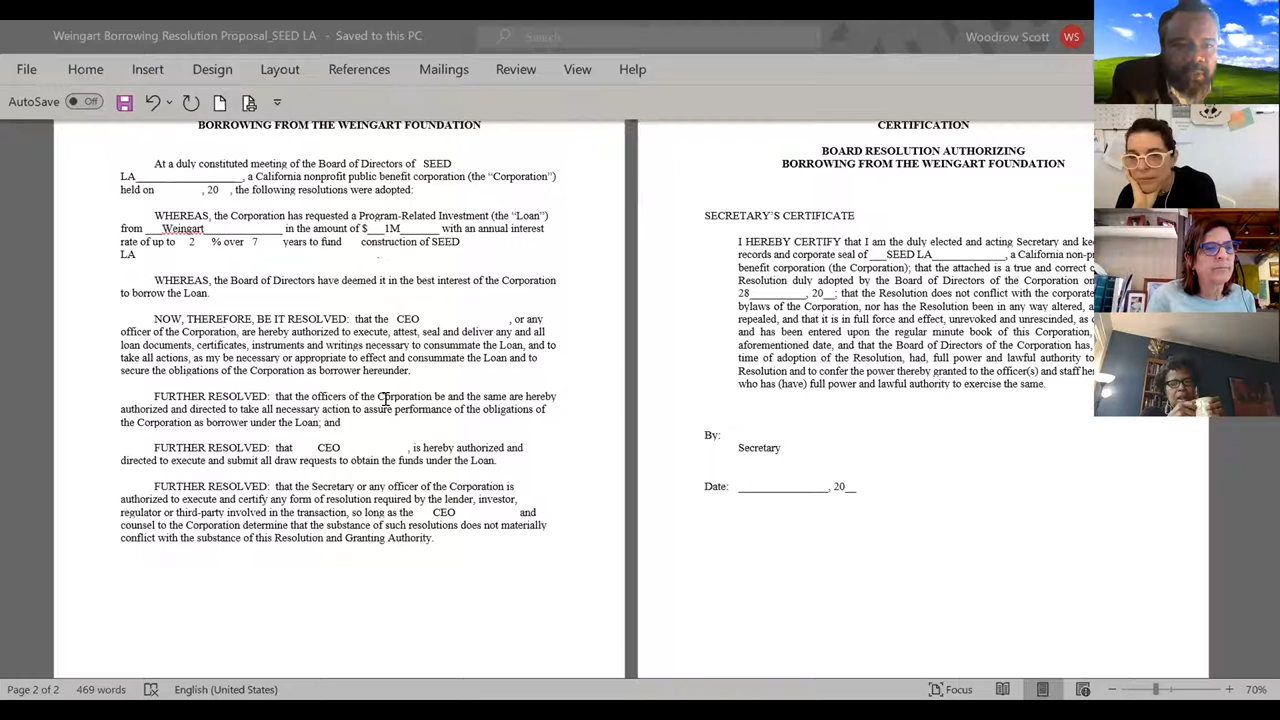 Weingart Borrowing Resolution Proposal_SEED LA - Saved to this PC
Search
Woodrow Scott
WS
File Home Insert Design Layout References Mailings Review View Help
AutoSave Off
BORROWING FROM THE WEINGART FOUNDATION
At a duly constituted meeting of the Board of Directors of SEED
LA____________________, a California nonprofit public benefit corporation (the “Corporation”)
held on , 20 , the following resolutions were adopted:
WHEREAS, the Corporation has requested a Program-Related Investment (the “Loan”)
from ___Weingart_______________ in the amount of $___1M_______ with an annual interest
rate of up to 2 % over 7 years to fund construction of SEED
LA .
WHEREAS, the Board of Directors have deemed it in the best interest of the Corporation
to borrow the Loan.
NOW, THEREFORE, BE IT RESOLVED: that the CEO , or any
officer of the Corporation, are hereby authorized to execute, attest, seal and deliver any and all
loan documents, certificates, instruments and writings necessary to consummate the Loan, and to
take all actions, as my be necessary or appropriate to effect and consummate the Loan and to
secure the obligations of the Corporation as borrower hereunder.
FURTHER RESOLVED: that the officers of the Corporation be and the same are hereby
authorized and directed to take all necessary action to assure performance of the obligations of
the Corporation as borrower under the Loan; and
FURTHER RESOLVED: that CEO , is hereby authorized and
directed to execute and submit all draw requests to obtain the funds under the Loan.
FURTHER RESOLVED: that the Secretary or any officer of the Corporation is
authorized to execute and certify any form of resolution required by the lender, investor,
regulator or third-party involved in the transaction, so long as the CEO and
counsel to the Corporation determine that the substance of such resolutions does not materially
conflict with the substance of this Resolution and Granting Authority.
CERTIFICATION
BOARD RESOLUTION AUTHORIZING
BORROWING FROM THE WEINGART FOUNDATION
SECRETARY’S CERTIFICATE
I HEREBY CERTIFY that I am the duly elected and acting Secretary and
records and corporate seal of ___SEED LA_____________, a California
benefit corporation (the Corporation); that the attached is a true and correct
Resolution duly adopted by the Board of Directors of the Corporation on
28__________, 20__; that the Resolution does not conflict with the corporate
bylaws of the Corporation, nor has the Resolution been in any way altered,
repealed, and that it is in full force and effect, unrevoked and unrescinded, as
and has been entered upon the regular minute book of this Corporation,
aforementioned date, and that the Board of Directors of the Corporation has,
time of adoption of the Resolution, had, full power and lawful authority to
Resolution and to confer the power thereby granted to the officer(s) and staff
who has (have) full power and lawful authority to exercise the same.
By:
Secretary
Date: ________________, 20__
Page 2 of 2 469 words English (United States) Focus 70%